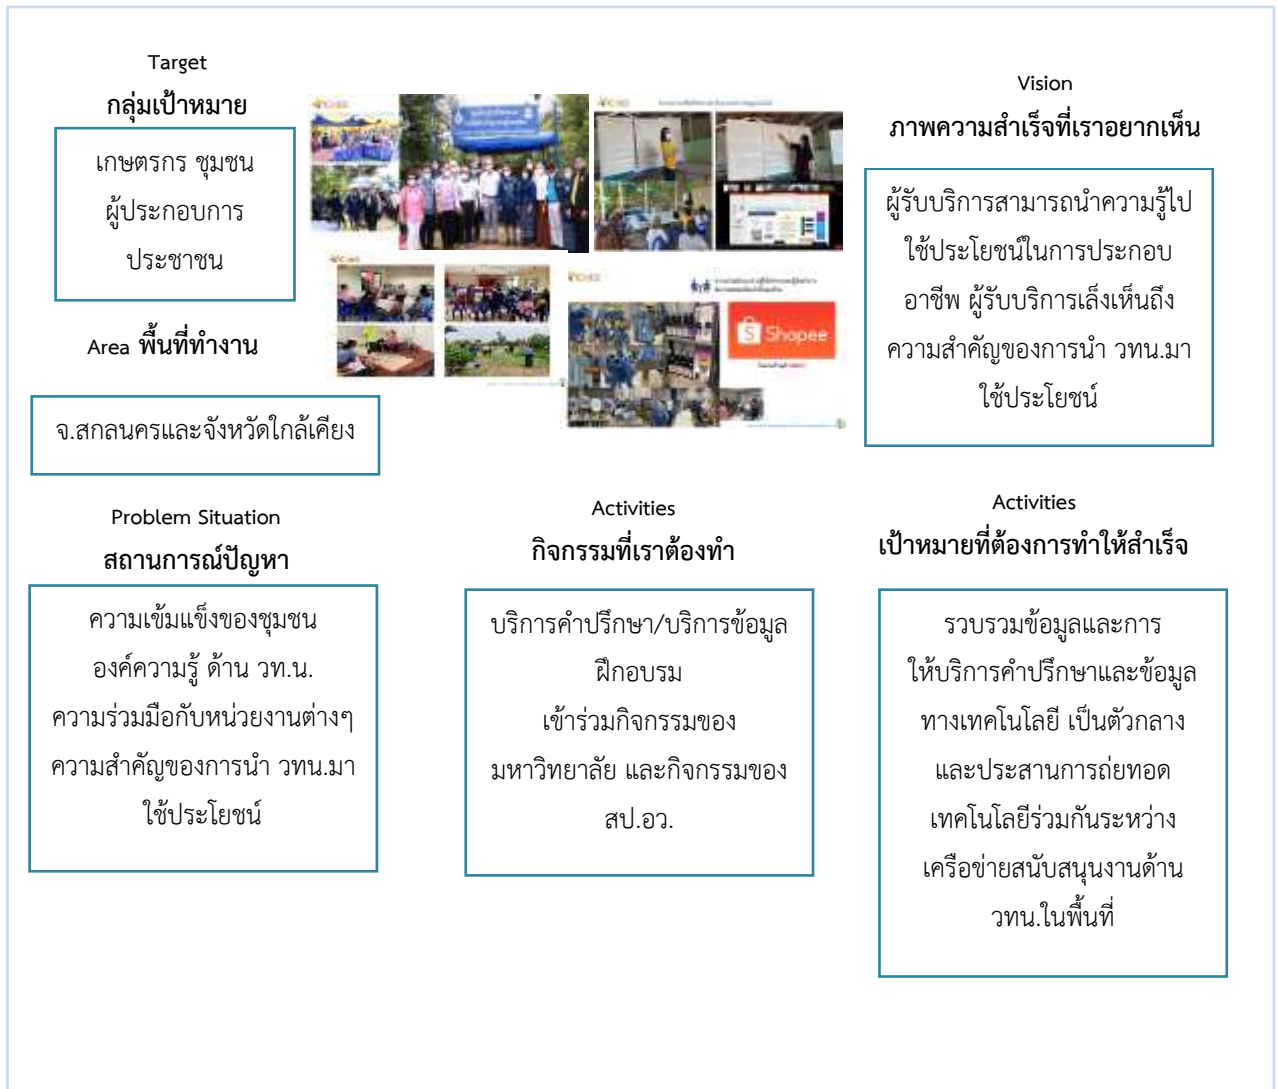 Target
กลุ่มเป้าหมาย
เกษตรกร ชุมชน
ผู้ประกอบการ
ประชาชน
Area พื้นที่ทำงาน
จ.สกลนครและจังหวัดใกล้เคียง
Shopee
Vision
ภาพความสำเร็จที่เราอยากเห็น
ผู้รับบริการสามารถนำความรู้ไป
ใช้ประโยชน์ในการประกอบ
อาชีพ ผู้รับบริการเล็งเห็นถึง
ความสำคัญของการนำ วทน.มา
ใช้ประโยชน์
Problem Situation
สถานการณ์ปัญหา
ความเข้มแข็งของชุมชน
องค์ความรู้ ด้าน วท.น.
ความร่วมมือกับหน่วยงานต่างๆ
ความสำคัญของการนำ วทน.มา
ใช้ประโยชน์
Activities
กิจกรรมที่เราต้องทำ
บริการคำปรึกษา/บริการข้อมูล
ฝึกอบรม
เข้าร่วมกิจกรรมของ
มหาวิทยาลัย และกิจกรรมของ
สป.อว.
Activities
เป้าหมายที่ต้องการทำให้สำเร็จ
รวบรวมข้อมูลและการ
ให้บริการคำปรึกษาและข้อมูล
ทางเทคโนโลยี เป็นตัวกลาง
และประสานการถ่ยทอด
เทคโนโลยีร่วมกันระหว่าง
เครือข่ายสนับสนุนงานด้าน
วทน.ในพื้นที่